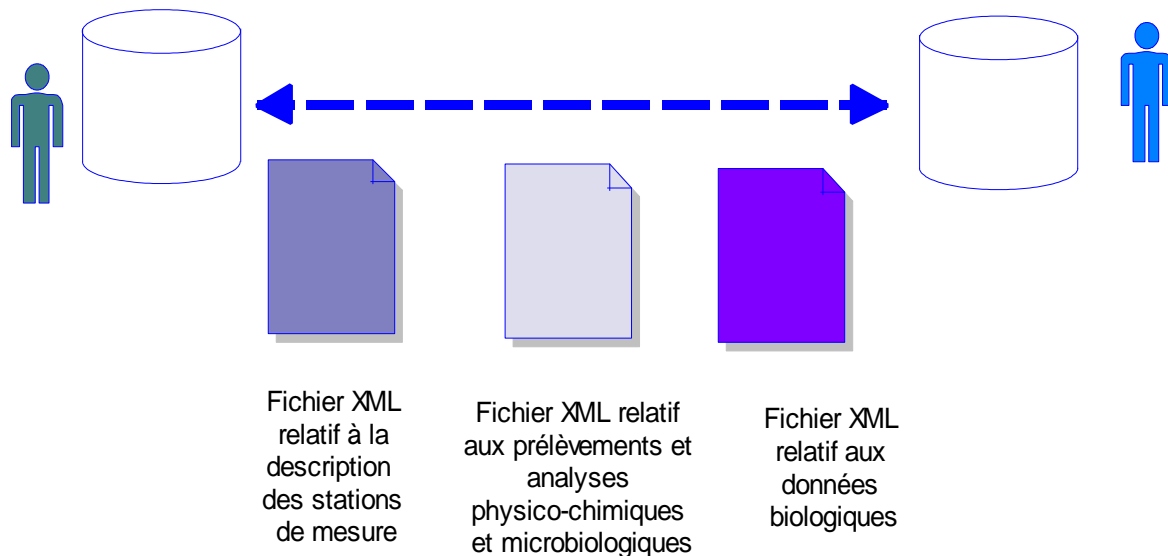 Fichier XML
relatif à la
description
des stations
de mesure
Fichier XML relatif
aux prélèvements et
analyses
physico-chimiques
et microbiologiques
Fichier XML
relatif aux
données
biologiques